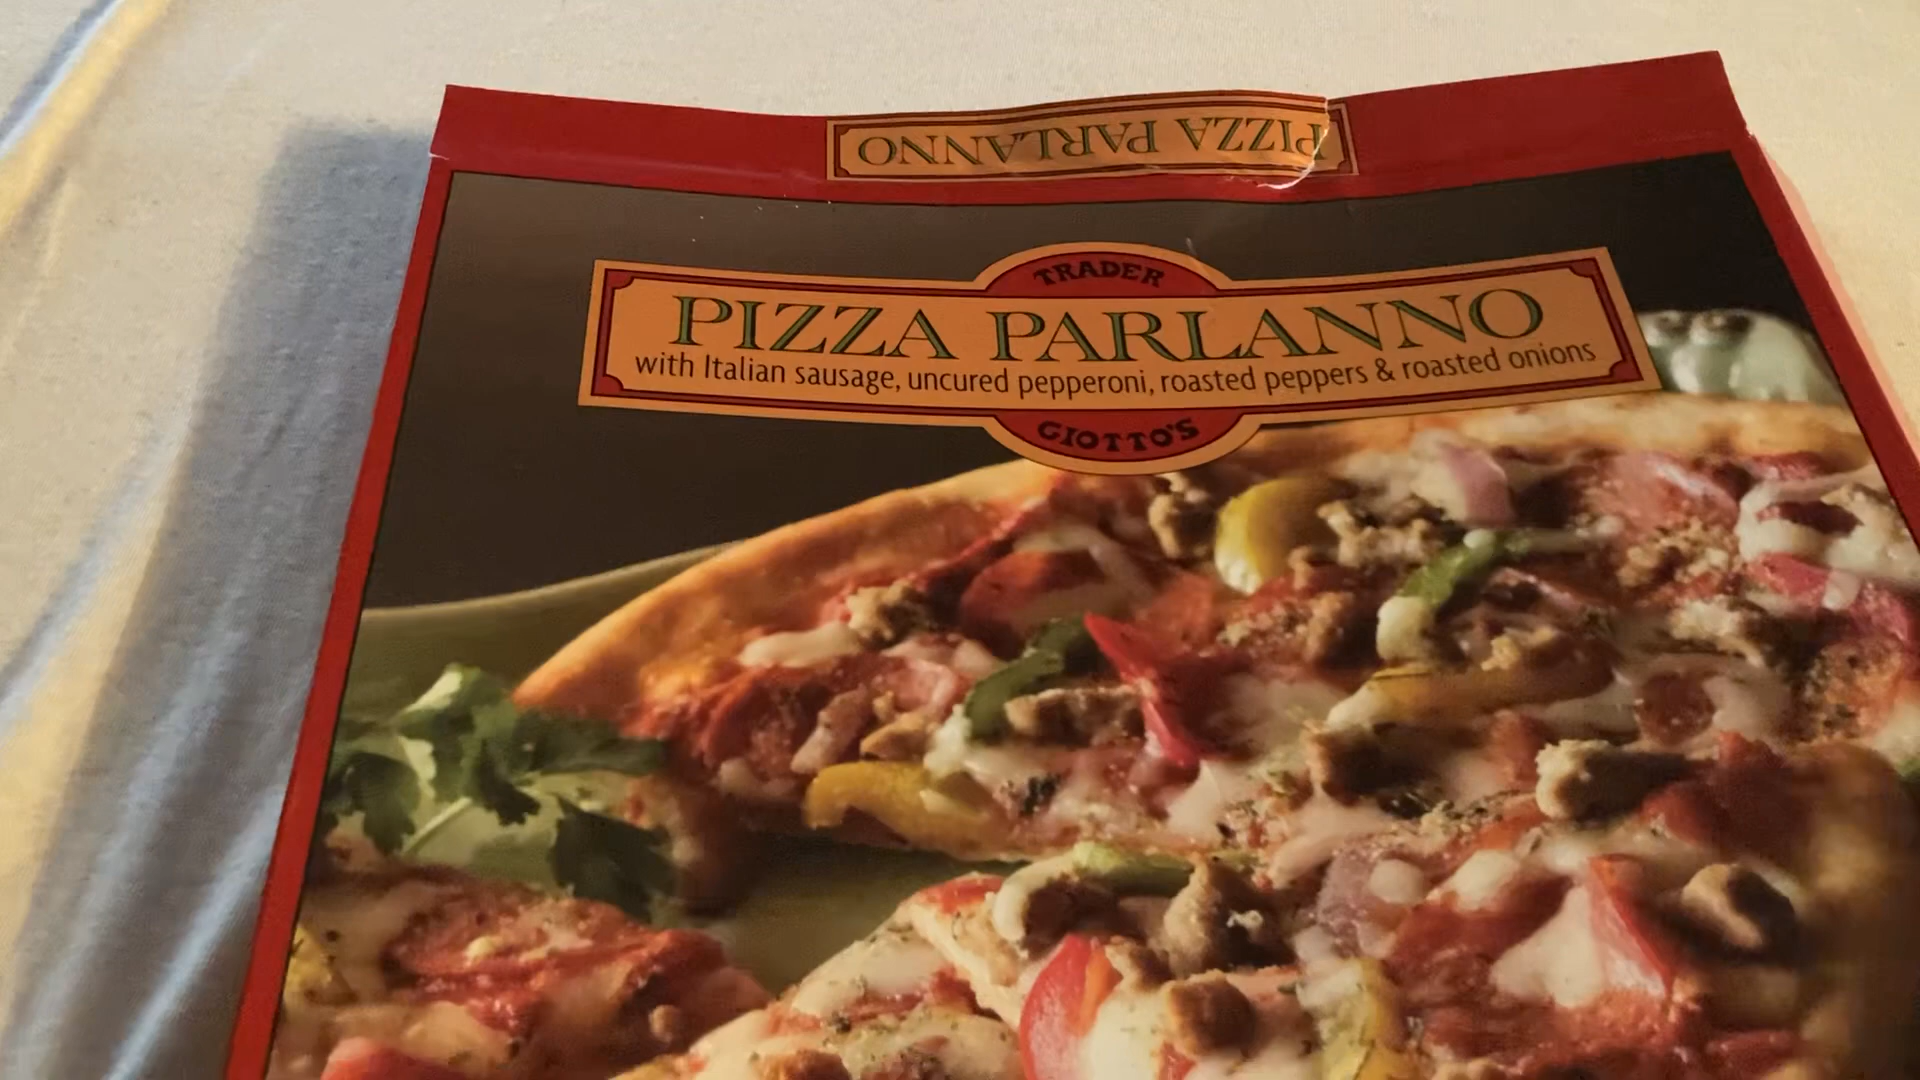 PIZZA PARLANNO
TRADER
PIZZA PARLANNO
with Italian sausage, uncured pepperoni, roasted peppers & roasted onions
GIOTTO'S